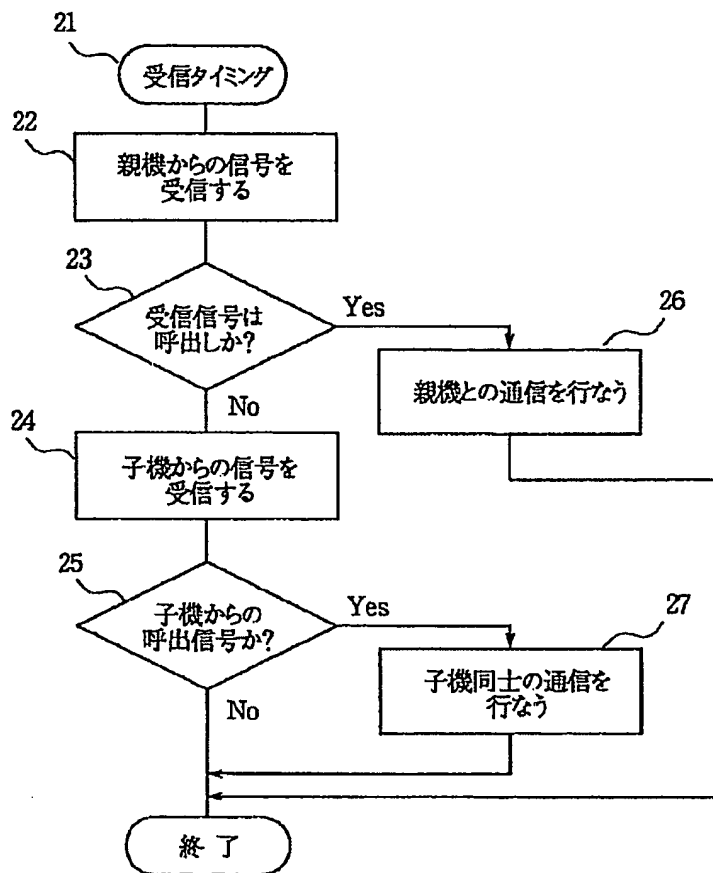 21
受信タイミング
22
親機からの信号を
受信する
23
受信信号は
呼出しか?
Yes
26
親機との通信を行なう
No
24
子機からの信号を
受信する
25
子機からの
呼出信号か?
Yes
27
子機同士の通信を
行なう
No
終了